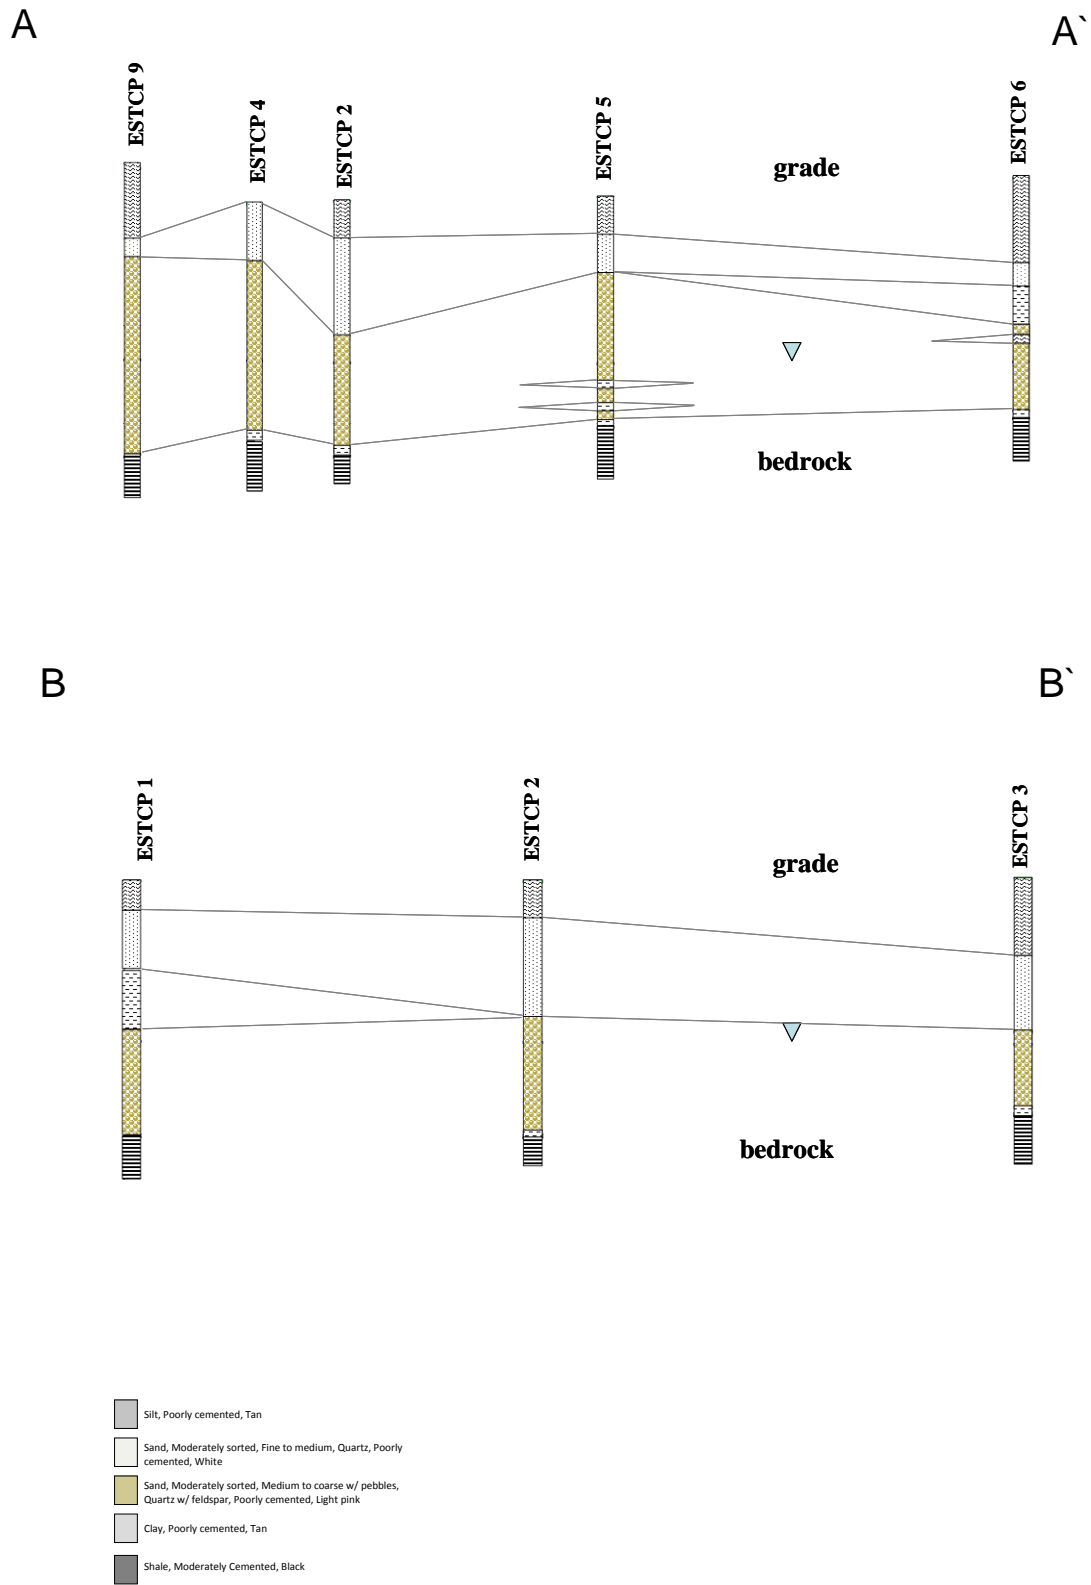 A
A`
ESTCP 9
ESTCP 4
ESTCP 2
ESTCP 5
ESTCP 6
grade
bedrock
B
B`
ESTCP 1
ESTCP 2
ESTCP 3
grade
bedrock
Silt, Poorly cemented, Tan
Sand, Moderately sorted, Fine to medium, Quartz, Poorly
cemented, White
Sand, Moderately sorted, Medium to coarse w/ pebbles,
Quartz w/ feldspar, Poorly cemented, Light pink
Clay, Poorly cemented, Tan
Shale, Moderately Cemented, Black